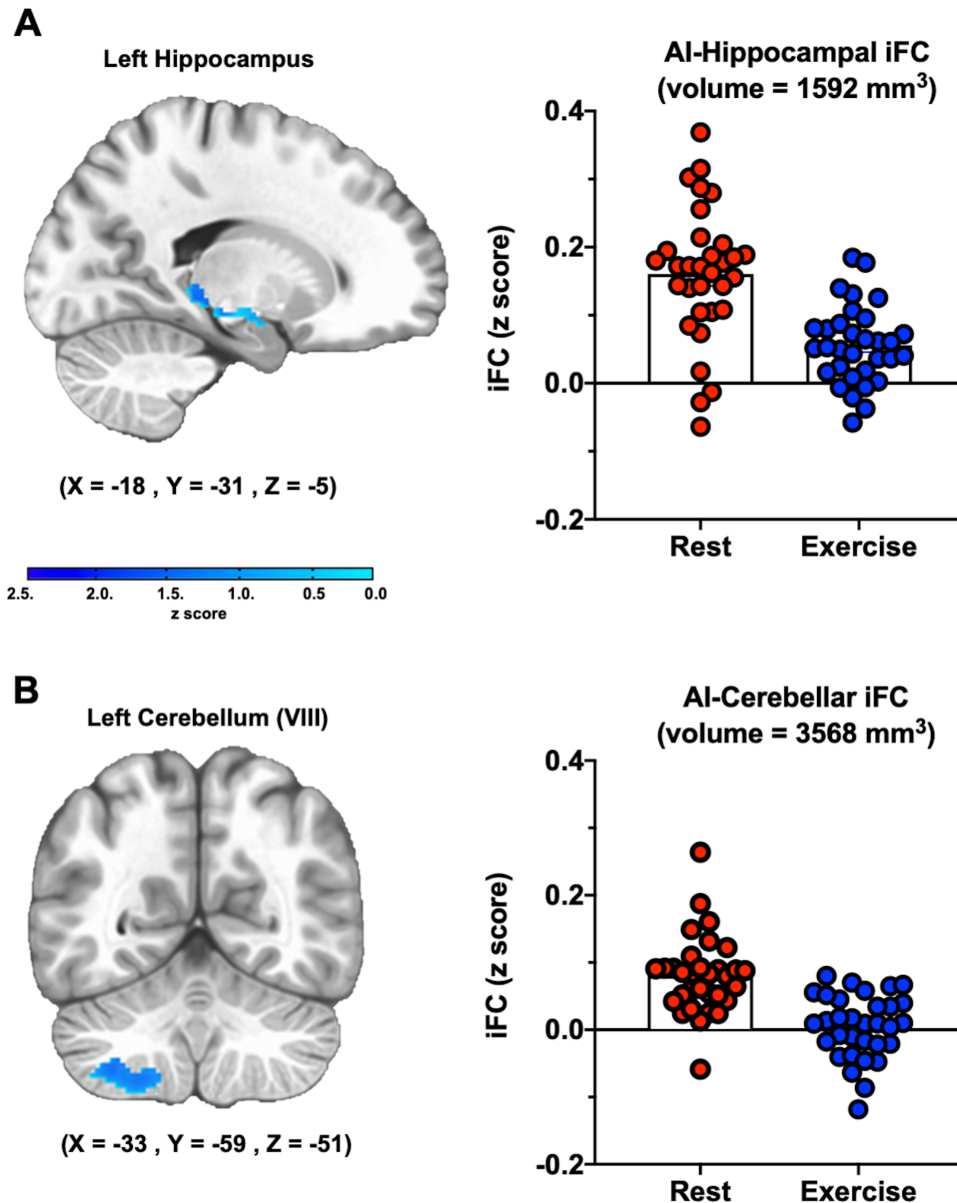 A
Left Hippocampus
(X = -18 , Y = -31 , Z = -5)
2.5. 2.0. 1.5. 1.0. 0.5 0.0
z score
AI-Hippocampal iFC
(volume = 1592 mm³)
iFC (z score)
0.4
0.2
0.0
-0.2
Rest Exercise
B
Left Cerebellum (VIII)
(X = -33 , Y = -59 , Z = -51)
AI-Cerebellar iFC
(volume = 3568 mm³)
iFC (z score)
0.4
0.2
0.0
-0.2
Rest Exercise